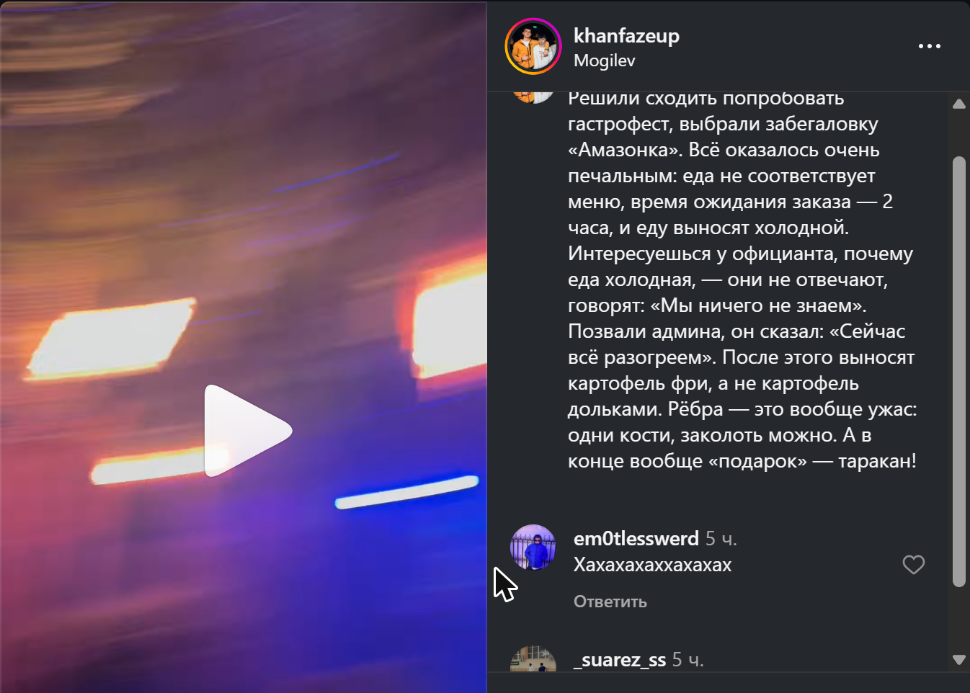 khanfazeup
Mogilev
Решили сходить попробовать
гастрофест, выбрали забегаловку
«Амазонка». Всё оказалось очень
печальным: еда не соответствует
меню, время ожидания заказа — 2
часа, и еду выносят холодной.
Интересуешься у официанта, почему
еда холодная, — они не отвечают,
говорят: «Мы ничего не знаем».
Позвали админа, он сказал: «Сейчас
всё разогреем». После этого выносят
картофель фри, а не картофель
дольками. Рёбра — это вообще ужас:
одни кости, заколоть можно. А в
конце вообще «подарок» — таракан!
em0tlesswerd 5 ч.
Хахахахаххахахах
Ответить
_suarez_ss 5 ч.